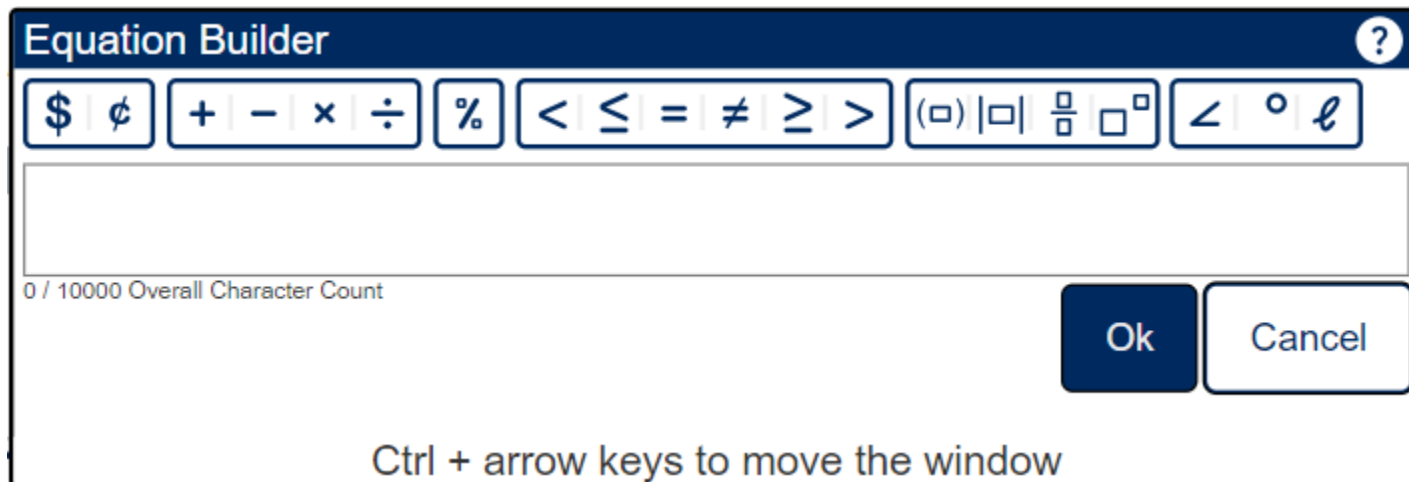 Equation Builder ?
$ ¢ + − × ÷ % < ≤ = ≠ ≥ > (▫) |▫| ▫/▫ ▫▫ ∠ ° ℓ
0 / 10000 Overall Character Count
Ok Cancel
Ctrl + arrow keys to move the window